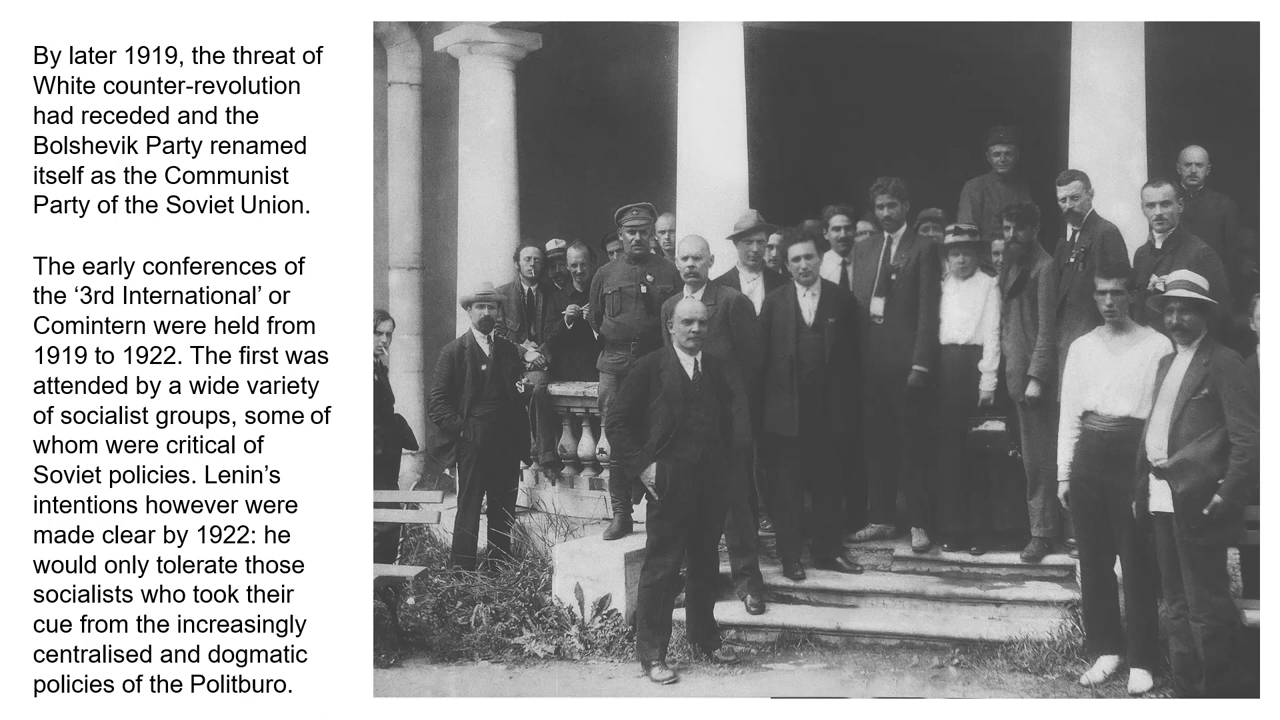 By later 1919, the threat of
White counter-revolution
had receded and the
Bolshevik Party renamed
itself as the Communist
Party of the Soviet Union.
The early conferences of
the ‘3rd International’ or
Comintern were held from
1919 to 1922. The first was
attended by a wide variety
of socialist groups, some of
whom were critical of
Soviet policies. Lenin’s
intentions however were
made clear by 1922: he
would only tolerate those
socialists who took their
cue from the increasingly
centralised and dogmatic
policies of the Politburo.